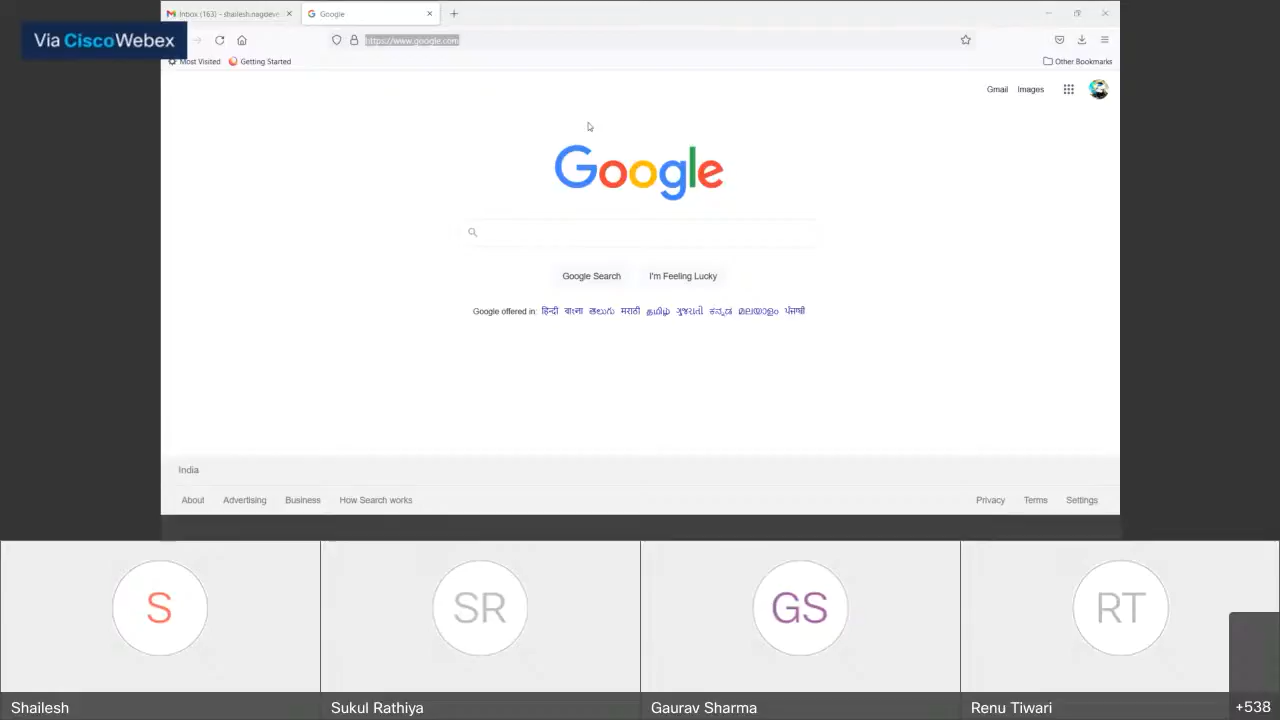 Inbox (163) - shailesh.nagdeve
Google
Via CiscoWebex
https://www.google.com
Most Visited
Getting Started
Other Bookmarks
Gmail
Images
Google
Google Search
I'm Feeling Lucky
Google offered in: हिन्दी বাংলা తెలుగు मराठी தமிழ் ગુજરાતી ಕನ್ನಡ മലയാളം ਪੰਜਾਬੀ
India
About
Advertising
Business
How Search works
Privacy
Terms
Settings
S
SR
GS
RT
Shailesh
Sukul Rathiya
Gaurav Sharma
Renu Tiwari
+538